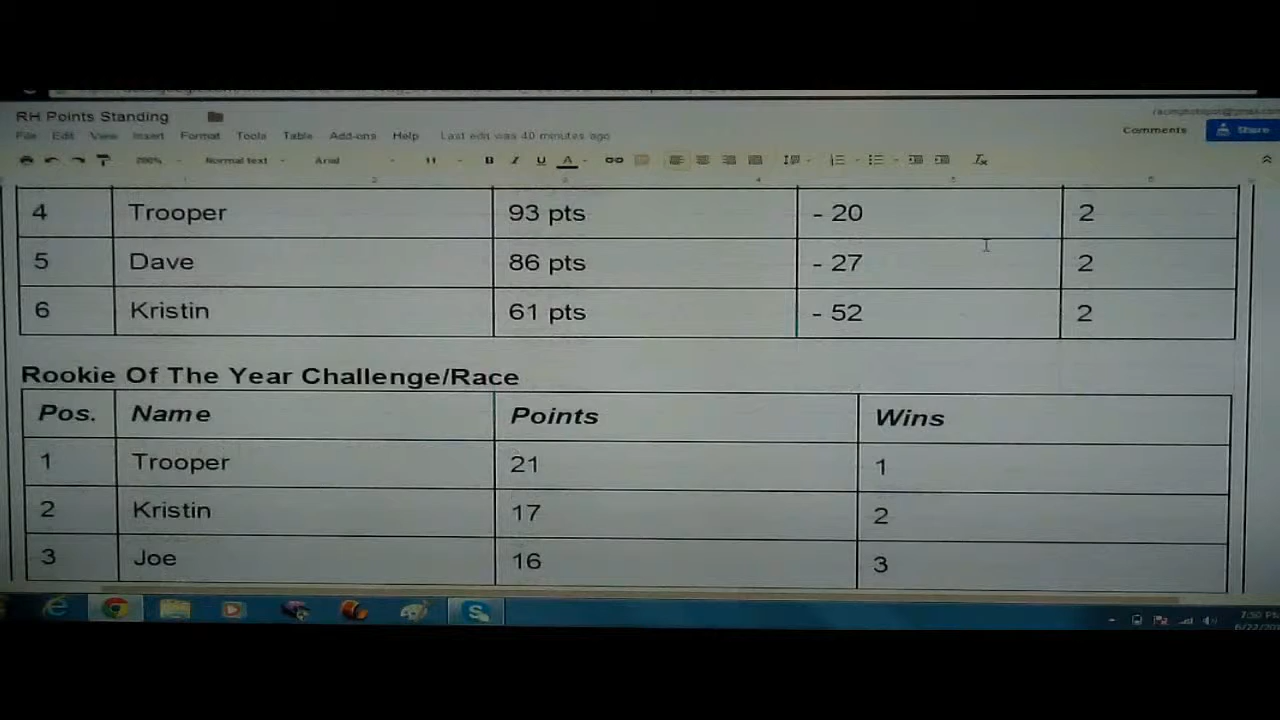 RH Points Standing
File Edit View Insert Format Tools Table Add-ons Help Last edit was 40 minutes ago
Comments Share
200% Normal text Arial 11 B I U A
4 Trooper 93 pts - 20 2
5 Dave 86 pts - 27 2
6 Kristin 61 pts - 52 2
Rookie Of The Year Challenge/Race
Pos. Name Points Wins
1 Trooper 21 1
2 Kristin 17 2
3 Joe 16 3